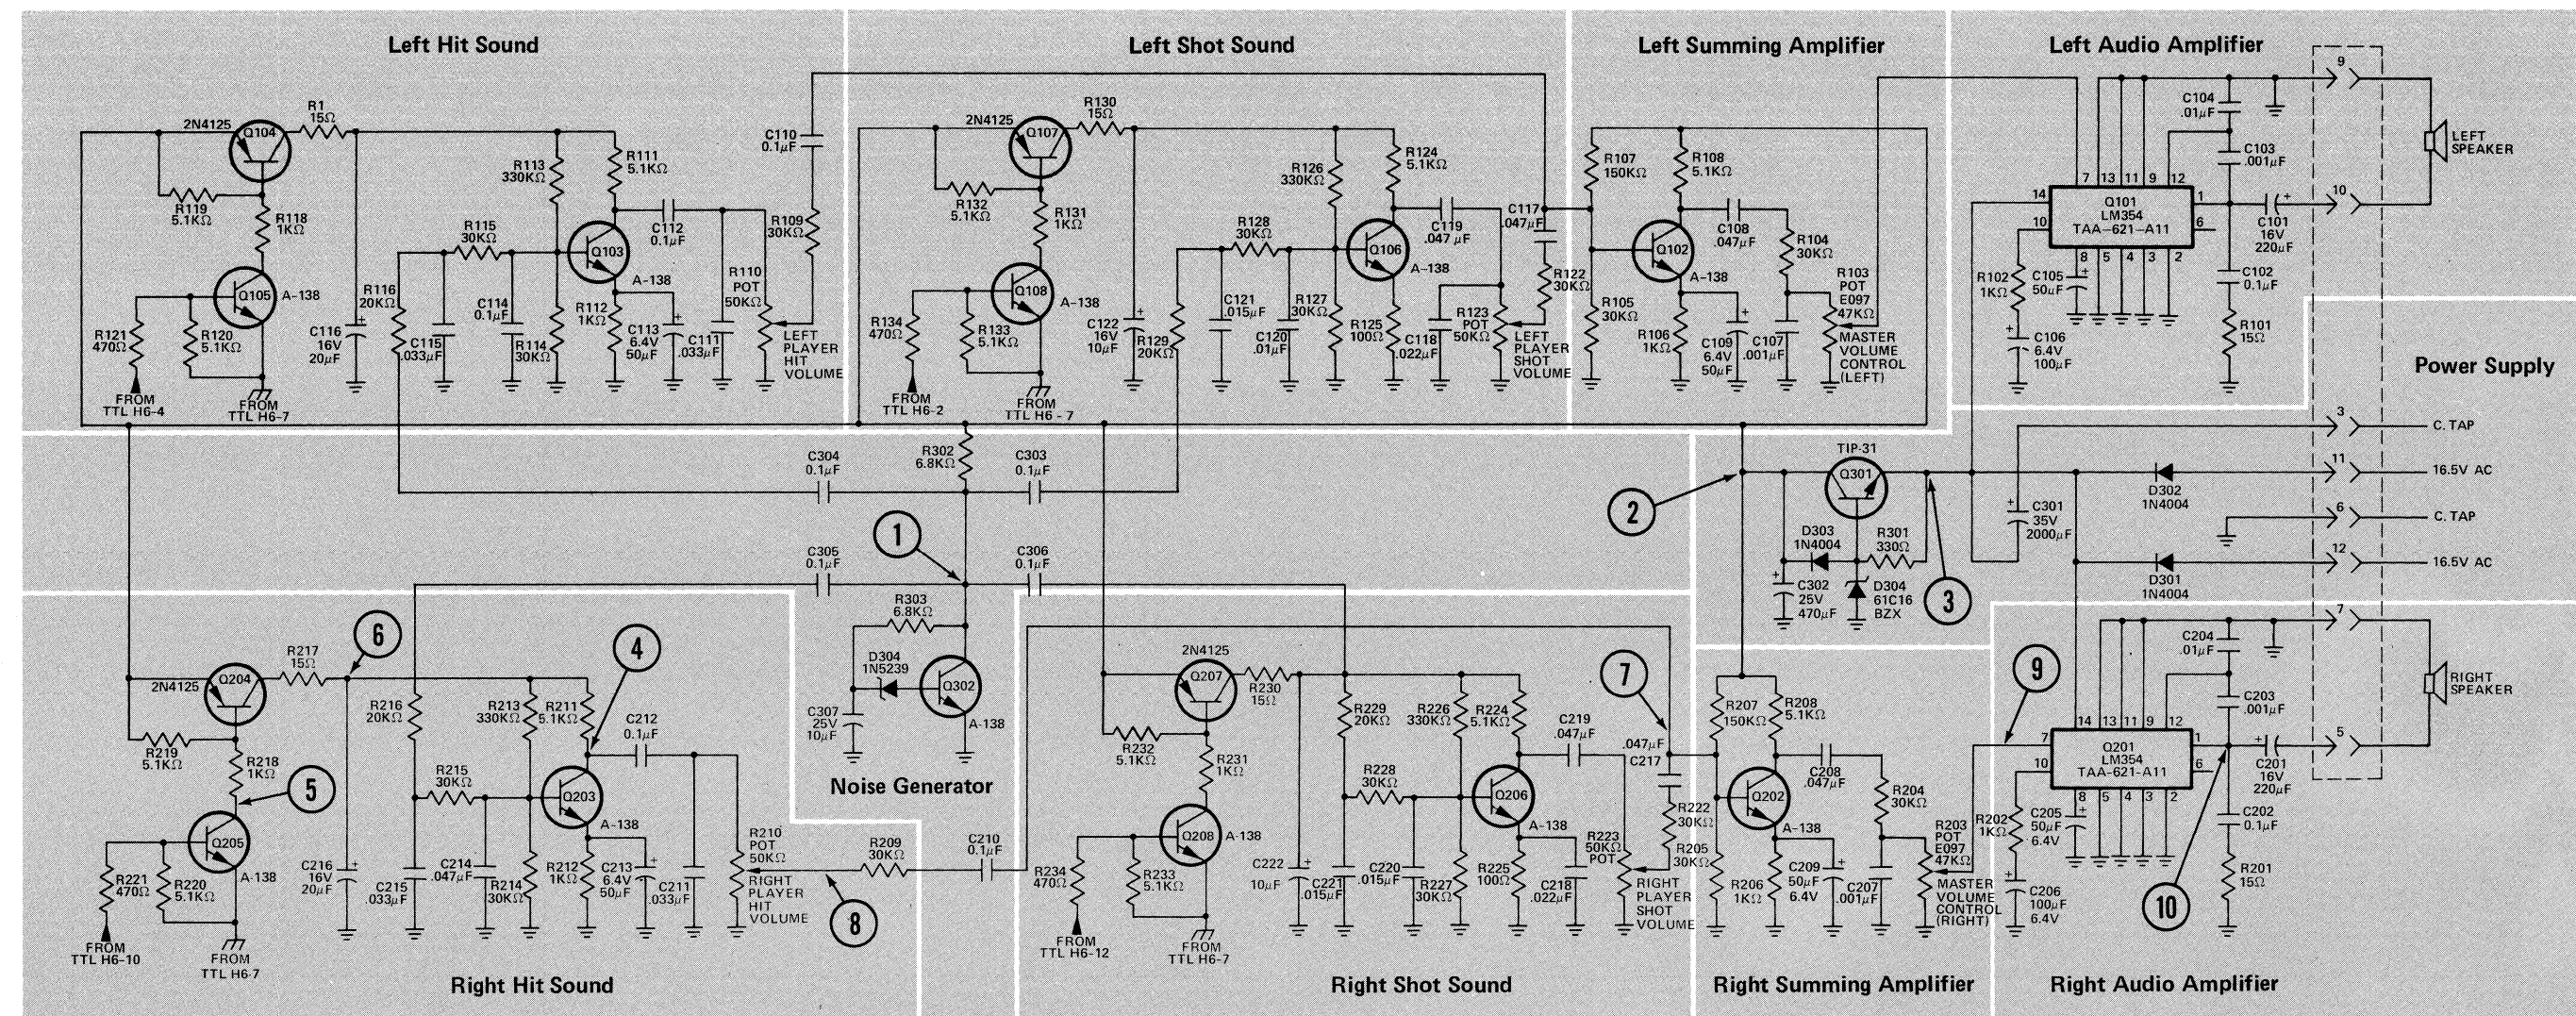 Left Hit Sound
2N4125
Q104
R1
15Ω
R119
5.1KΩ
R118
1KΩ
Q105
A-138
R121
470Ω
R120
5.1KΩ
FROM
TTL H6-4
FROM
TTL H6-7
C116
16V
20µF
R116
20KΩ
R115
30KΩ
C115
.033µF
C114
0.1µF
R113
330KΩ
R111
5.1KΩ
Q103
A-138
R114
30KΩ
R112
1KΩ
C113
6.4V
50µF
C112
0.1µF
C111
.033µF
R110
POT
50KΩ
LEFT
PLAYER
HIT
VOLUME
C110
0.1µF
R109
30KΩ
Left Shot Sound
2N4125
Q107
R130
15Ω
R132
5.1KΩ
R131
1KΩ
Q108
A-138
R134
470Ω
R133
5.1KΩ
FROM
TTL H6-2
FROM
TTL H6-7
C122
16V
10µF
R129
20KΩ
R128
30KΩ
C121
.015µF
C120
.01µF
R126
330KΩ
R124
5.1KΩ
Q106
A-138
R127
30KΩ
R125
100Ω
C119
.047µF
C118
.022µF
R123
POT
50KΩ
LEFT
PLAYER
SHOT
VOLUME
C117
.047µF
R122
30KΩ
Left Summing Amplifier
R107
150KΩ
R108
5.1KΩ
Q102
A-138
R105
30KΩ
R106
1KΩ
C108
.047µF
R104
30KΩ
C109
6.4V
50µF
C107
.001µF
R103
POT
E097
47KΩ
MASTER
VOLUME
CONTROL
(LEFT)
Left Audio Amplifier
C104
.01µF
C103
.001µF
7 13 11 9 12
14
10
Q101
LM354
TAA-621-A11
1
6
8 5 4 3 2
R102
1KΩ
C105
50µF
C106
6.4V
100µF
C101
16V
220µF
C102
0.1µF
R101
15Ω
9
10
LEFT
SPEAKER
Power Supply
3
C. TAP
11
16.5V AC
6
C. TAP
12
16.5V AC
2
TIP-31
Q301
3
D303
1N4004
R301
330Ω
C302
25V
470µF
D304
61C16
BZX
C301
35V
2000µF
D302
1N4004
D301
1N4004
R302
6.8KΩ
C304
0.1µF
C303
0.1µF
1
C305
0.1µF
C306
0.1µF
R303
6.8KΩ
D304
1N5239
Q302
A-138
C307
25V
10µF
Noise Generator
6
4
5
2N4125
Q204
R217
15Ω
R219
5.1KΩ
R218
1KΩ
Q205
A-138
R221
470Ω
R220
5.1KΩ
FROM
TTL H6-10
FROM
TTL H6-7
C216
16V
20µF
R216
20KΩ
R215
30KΩ
C215
.033µF
C214
.047µF
R213
330KΩ
R211
5.1KΩ
Q203
A-138
R214
30KΩ
R212
1KΩ
C213
6.4V
50µF
C212
0.1µF
C211
.033µF
R210
POT
50KΩ
RIGHT
PLAYER
HIT
VOLUME
8
R209
30KΩ
C210
0.1µF
Right Hit Sound
2N4125
Q207
R230
15Ω
R232
5.1KΩ
R231
1KΩ
Q208
A-138
R234
470Ω
R233
5.1KΩ
FROM
TTL H6-12
FROM
TTL H6-7
C222
10µF
R229
20KΩ
R228
30KΩ
C221
.015µF
C220
.015µF
R226
330KΩ
R224
5.1KΩ
Q206
A-138
R227
30KΩ
R225
100Ω
C219
.047µF
C218
.022µF
R223
50KΩ
POT
RIGHT
PLAYER
SHOT
VOLUME
7
.047µF
C217
R222
30KΩ
Right Shot Sound
R207
150KΩ
R208
5.1KΩ
Q202
A-138
R205
30KΩ
R206
1KΩ
C208
.047µF
R204
30KΩ
C209
50µF
6.4V
C207
.001µF
R203
POT
E097
47KΩ
MASTER
VOLUME
CONTROL
(RIGHT)
Right Summing Amplifier
9
7
C204
.01µF
C203
.001µF
14 13 11 9 12
7
10
Q201
LM354
TAA-621-A11
1
6
8 5 4 3 2
R202
1KΩ
C205
50µF
6.4V
C206
100µF
6.4V
C201
16V
220µF
C202
0.1µF
R201
15Ω
10
5
RIGHT
SPEAKER
Right Audio Amplifier